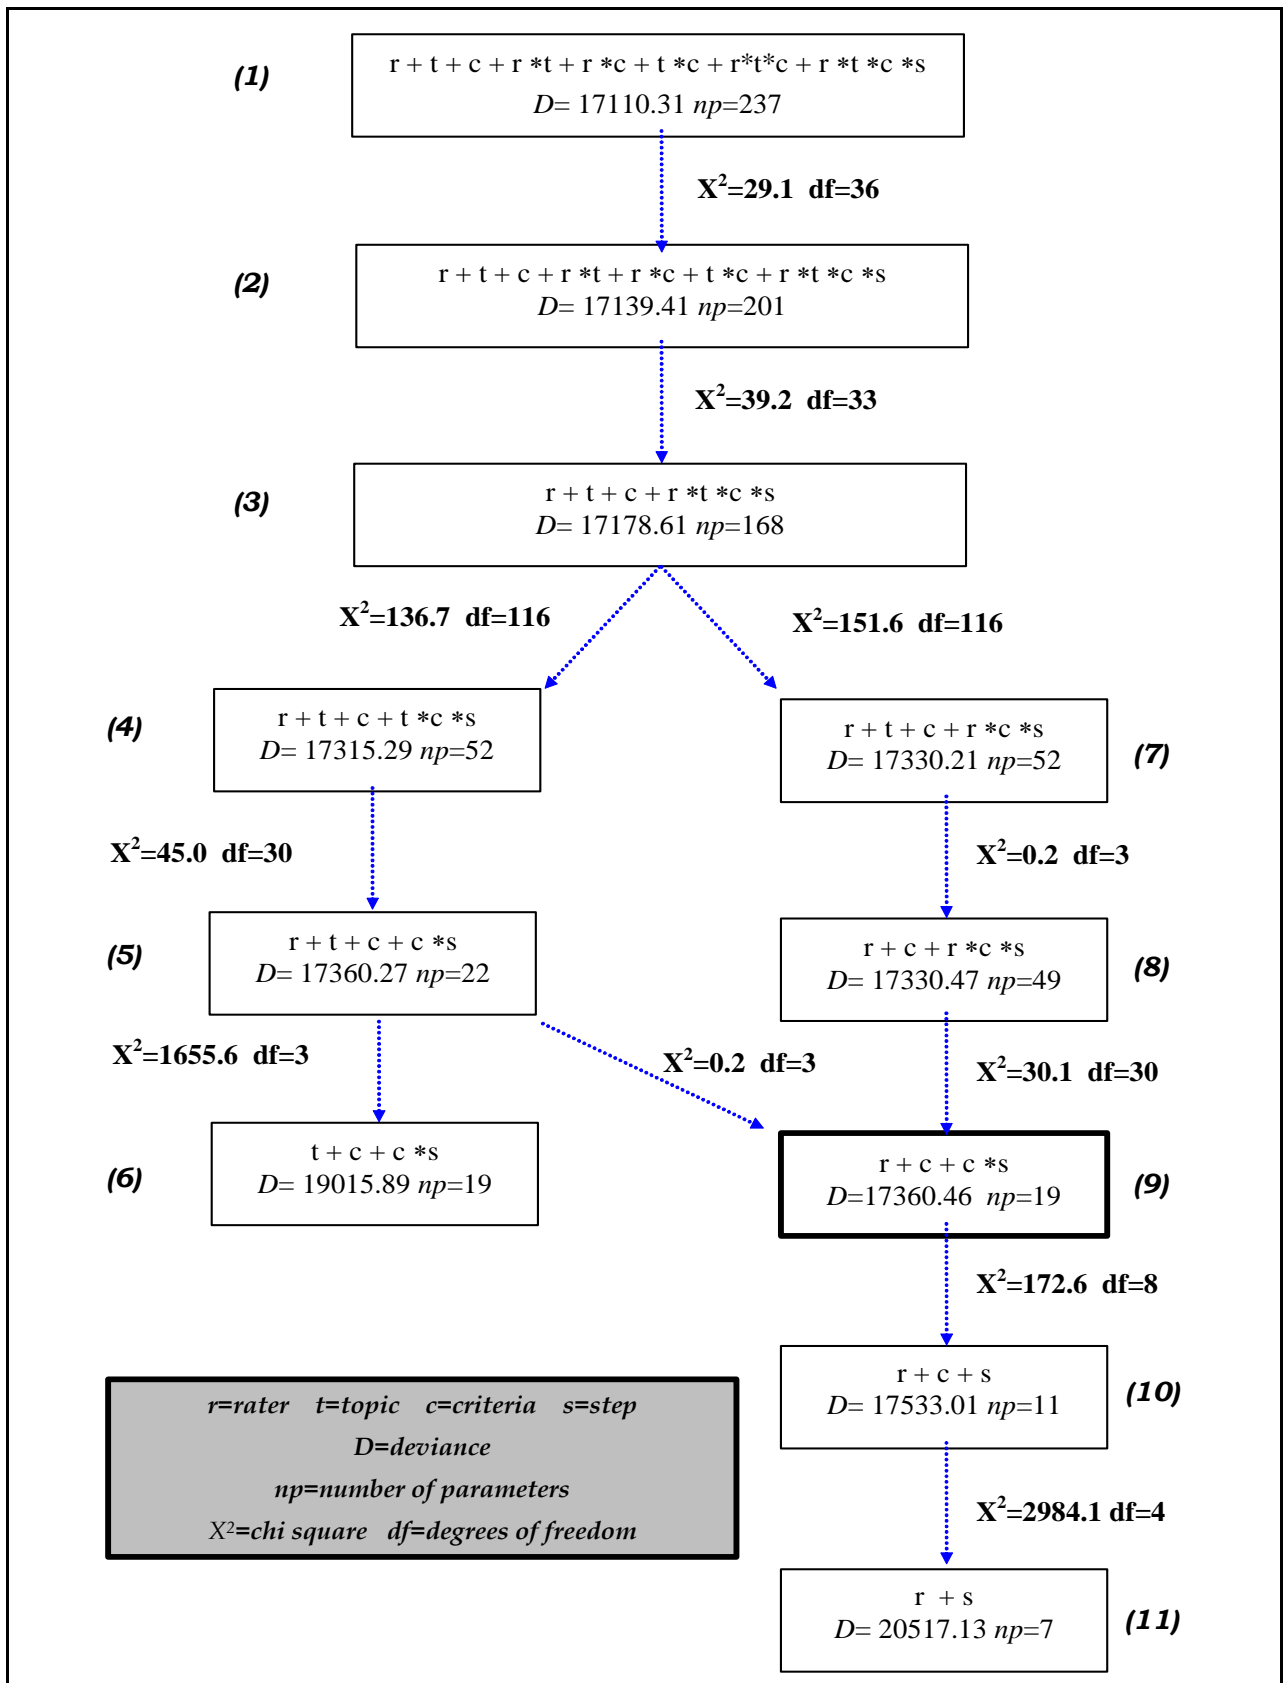 (1)
r + t + c + r *t + r *c + t *c + r*t*c + r *t *c *s
D= 17110.31 np=237
X²=29.1 df=36
(2)
r + t + c + r *t + r *c + t *c + r *t *c *s
D= 17139.41 np=201
X²=39.2 df=33
(3)
r + t + c + r *t *c *s
D= 17178.61 np=168
X²=136.7 df=116
X²=151.6 df=116
(4)
r + t + c + t *c *s
D= 17315.29 np=52
r + t + c + r *c *s
D= 17330.21 np=52
(7)
X²=45.0 df=30
X²=0.2 df=3
(5)
r + t + c + c *s
D= 17360.27 np=22
r + c + r *c *s
D= 17330.47 np=49
(8)
X²=1655.6 df=3
X²=0.2 df=3
X²=30.1 df=30
(6)
t + c + c *s
D= 19015.89 np=19
r + c + c *s
D=17360.46 np=19
(9)
X²=172.6 df=8
r + c + s
D= 17533.01 np=11
(10)
r=rater t=topic c=criteria s=step
D=deviance
np=number of parameters
X²=chi square df=degrees of freedom
X²=2984.1 df=4
r + s
D= 20517.13 np=7
(11)